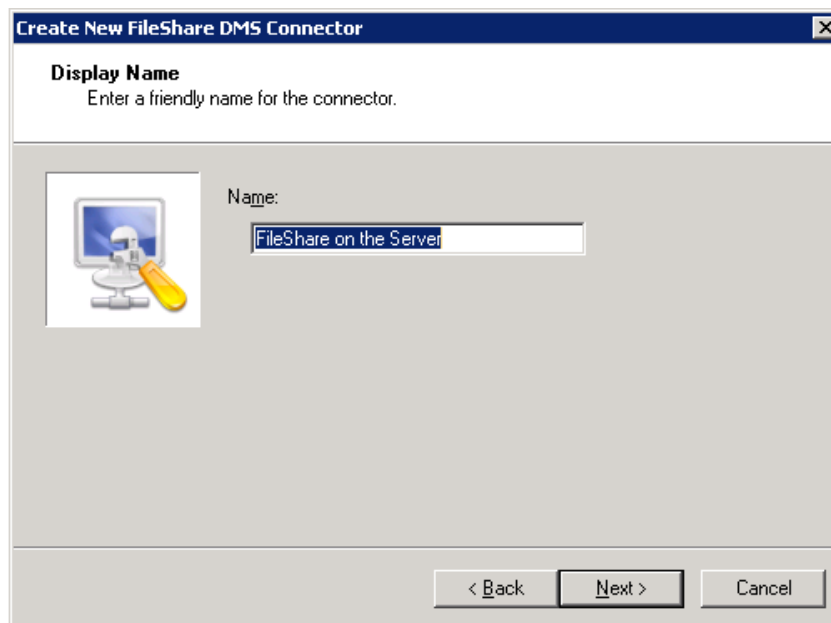 Create New FileShare DMS Connector
Display Name
Enter a friendly name for the connector.
Name:
FileShare on the Server
< Back
Next >
Cancel